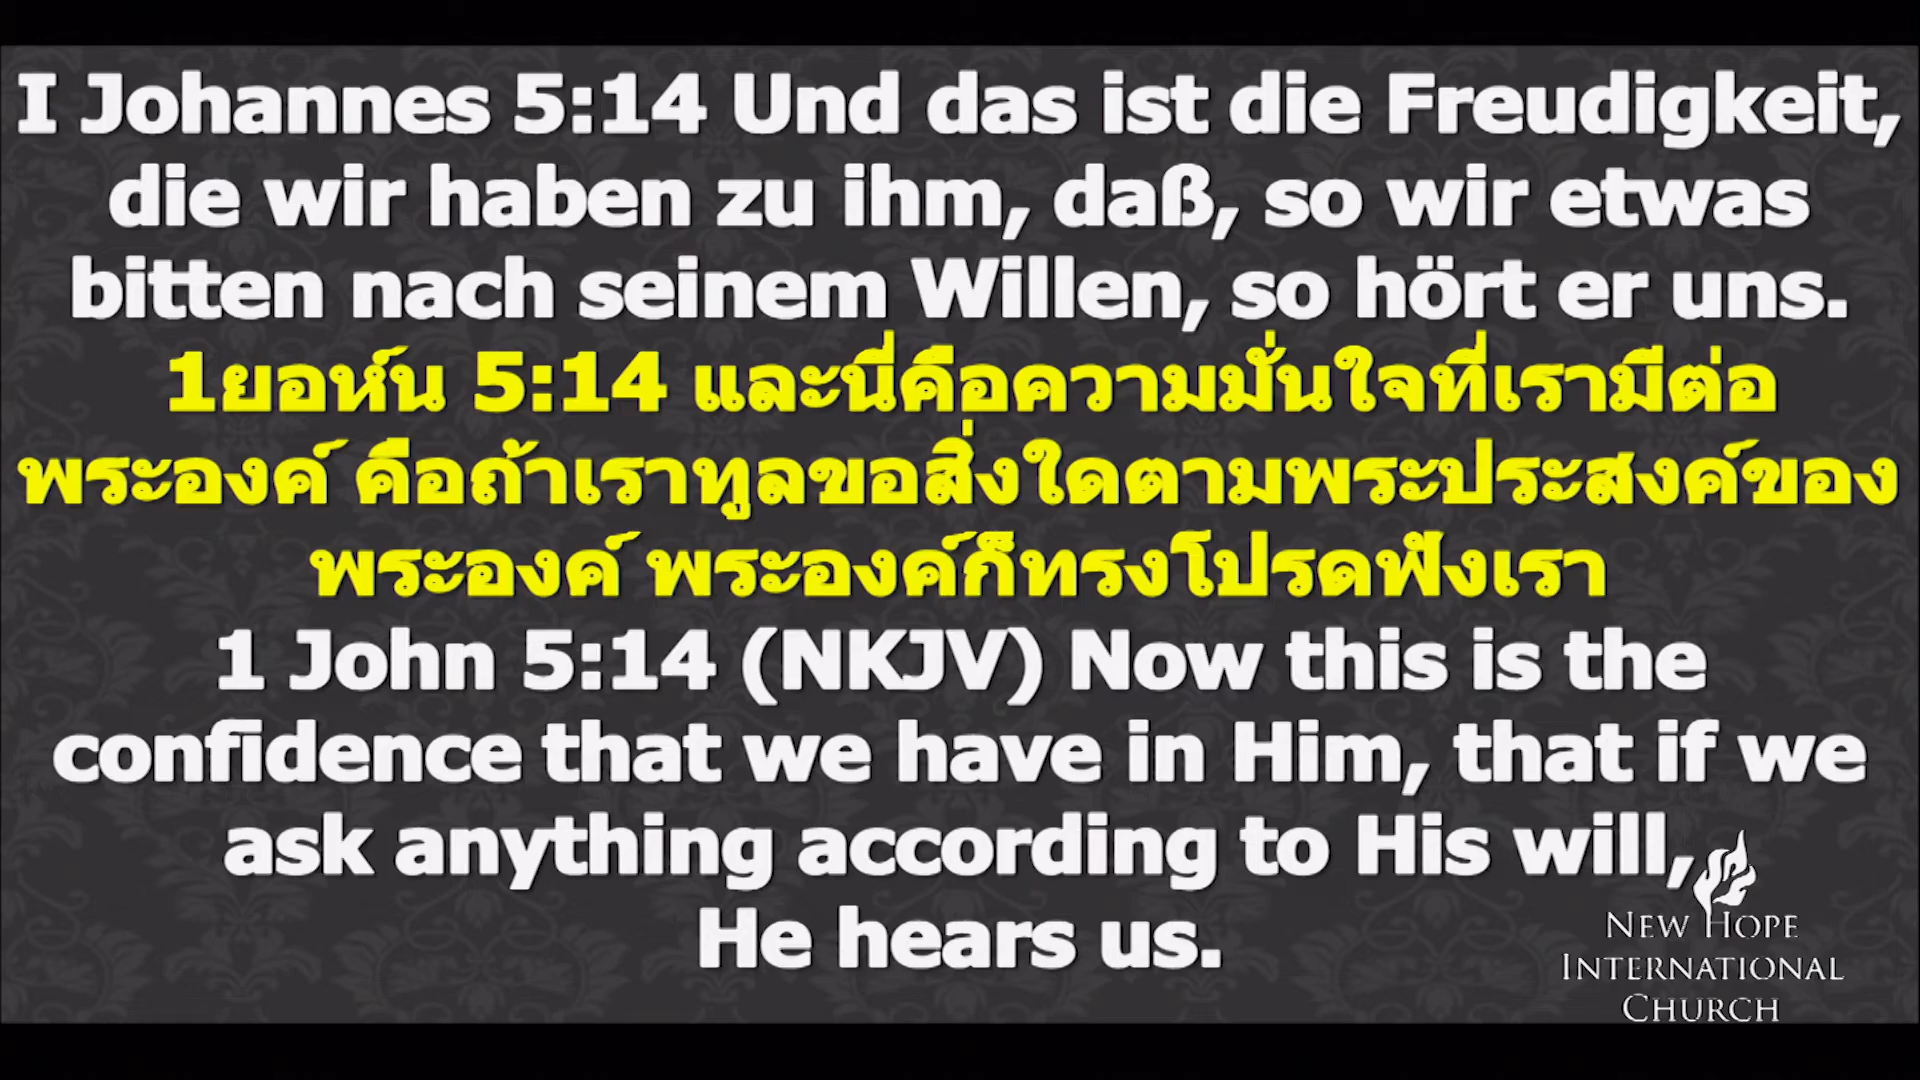 I Johannes 5:14 Und das ist die Freudigkeit,
die wir haben zu ihm, daß, so wir etwas
bitten nach seinem Willen, so hört er uns.
1ยอห์น 5:14 และนี่คือความมั่นใจที่เรามีต่อ
พระองค์ คือถ้าเราทูลขอสิ่งใดตามพระประสงค์ของ
พระองค์ พระองค์ก็ทรงโปรดฟังเรา
1 John 5:14 (NKJV) Now this is the
confidence that we have in Him, that if we
ask anything according to His will,
He hears us.
NEW HOPE
INTERNATIONAL
CHURCH